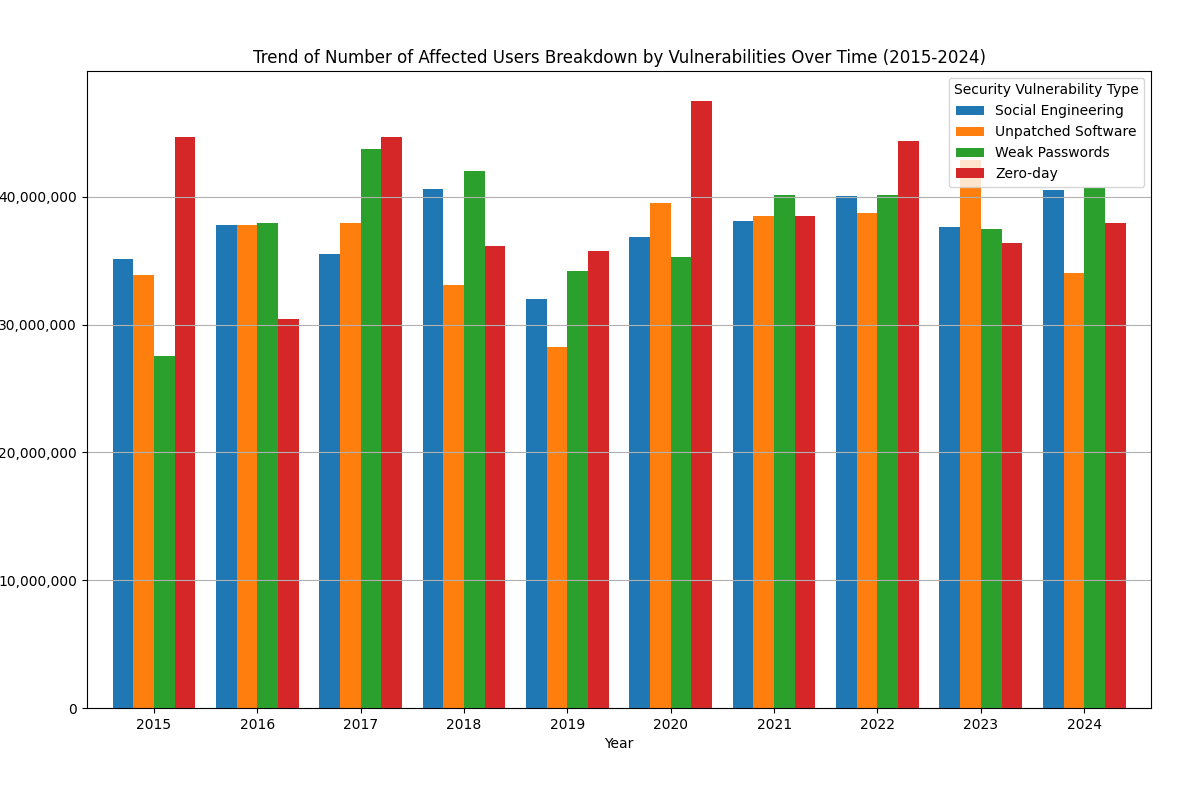 Trend of Number of Affected Users Breakdown by Vulnerabilities Over Time (2015-2024)
Security Vulnerability Type
Social Engineering
Unpatched Software
Weak Passwords
Zero-day
40,000,000
30,000,000
20,000,000
10,000,000
0
2015 2016 2017 2018 2019 2020 2021 2022 2023 2024
Year